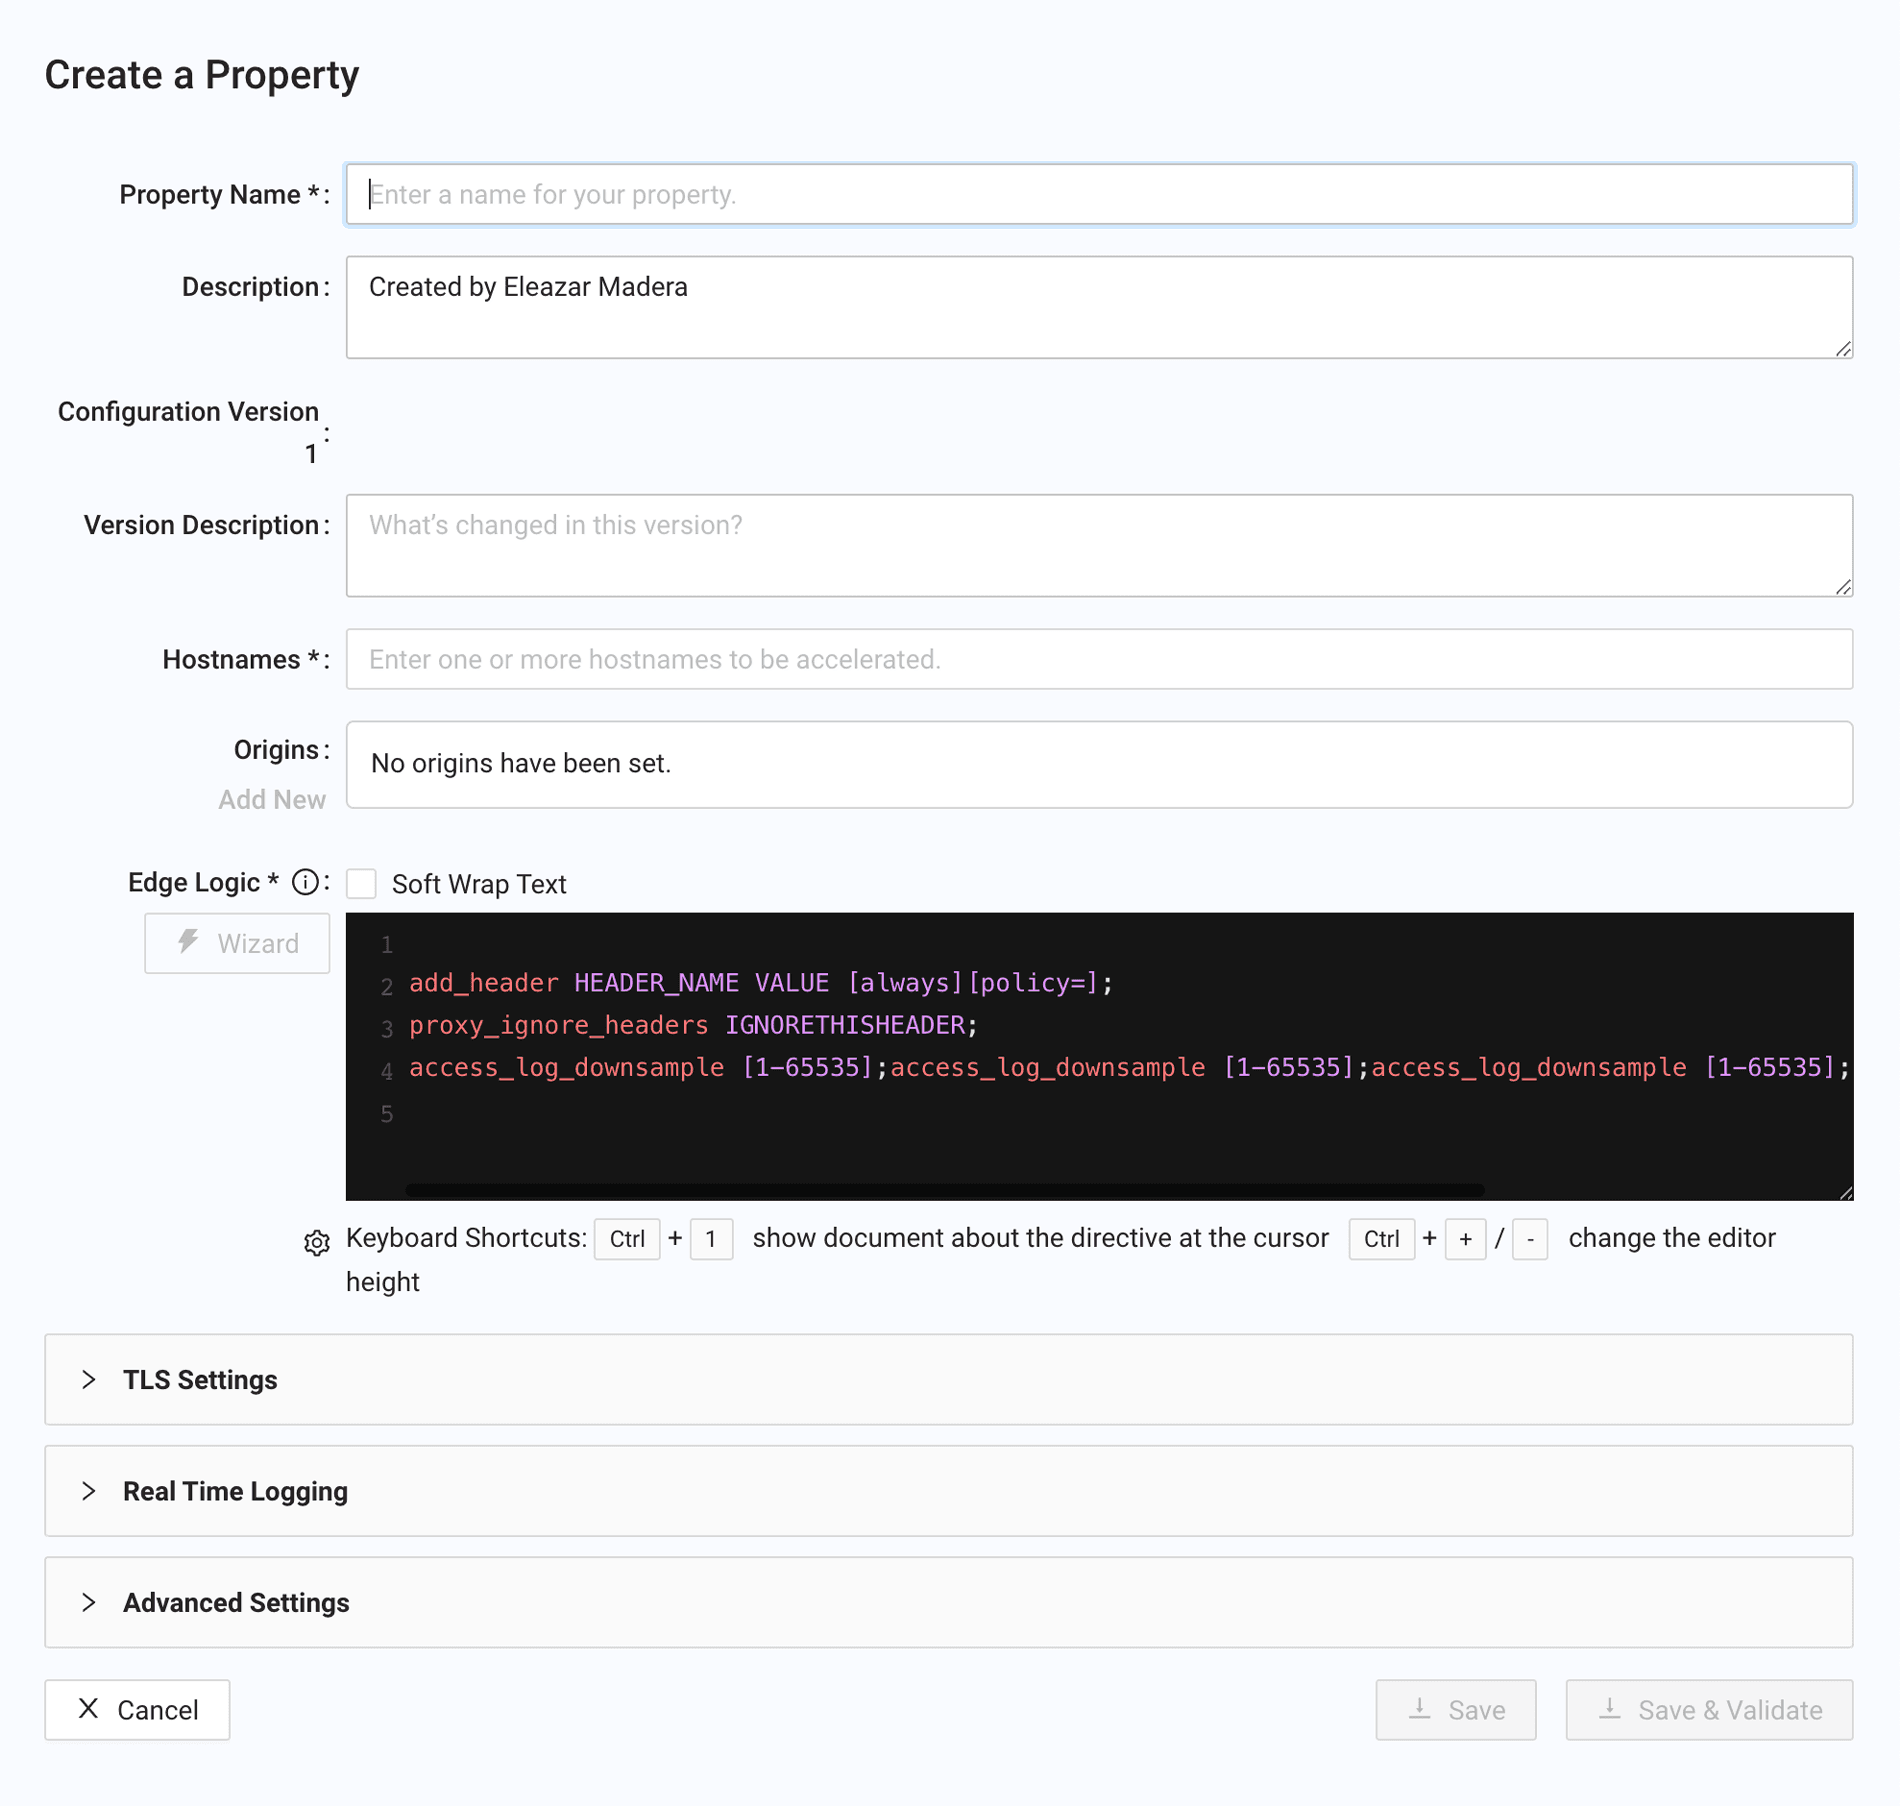 Create a Property
Property Name *:
Enter a name for your property.
Description:
Created by Eleazar Madera
Configuration Version
1 :
Version Description:
What's changed in this version?
Hostnames *:
Enter one or more hostnames to be accelerated.
Origins:
No origins have been set.
Add New
Edge Logic * :
Soft Wrap Text
Wizard
1
2 add_header HEADER_NAME VALUE [always][policy=];
3 proxy_ignore_headers IGNORETHISHEADER;
4 access_log_downsample [1-65535];access_log_downsample [1-65535];access_log_downsample [1-65535];
5
Keyboard Shortcuts: Ctrl + 1 show document about the directive at the cursor Ctrl + + / - change the editor
height
TLS Settings
Real Time Logging
Advanced Settings
Cancel
Save
Save & Validate